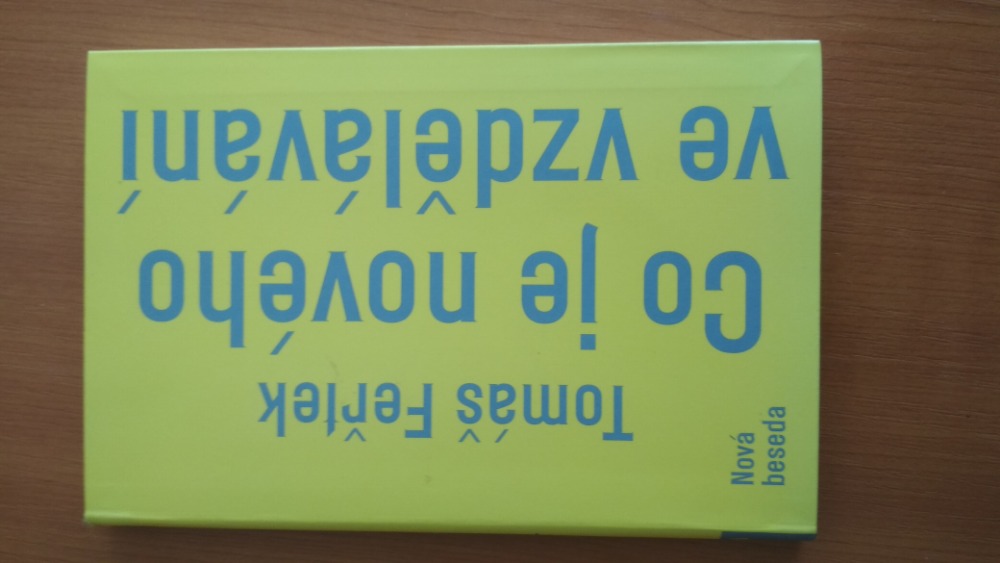 Tomáš Feřtek
Co je nového
ve vzdělávání
Nová
beseda